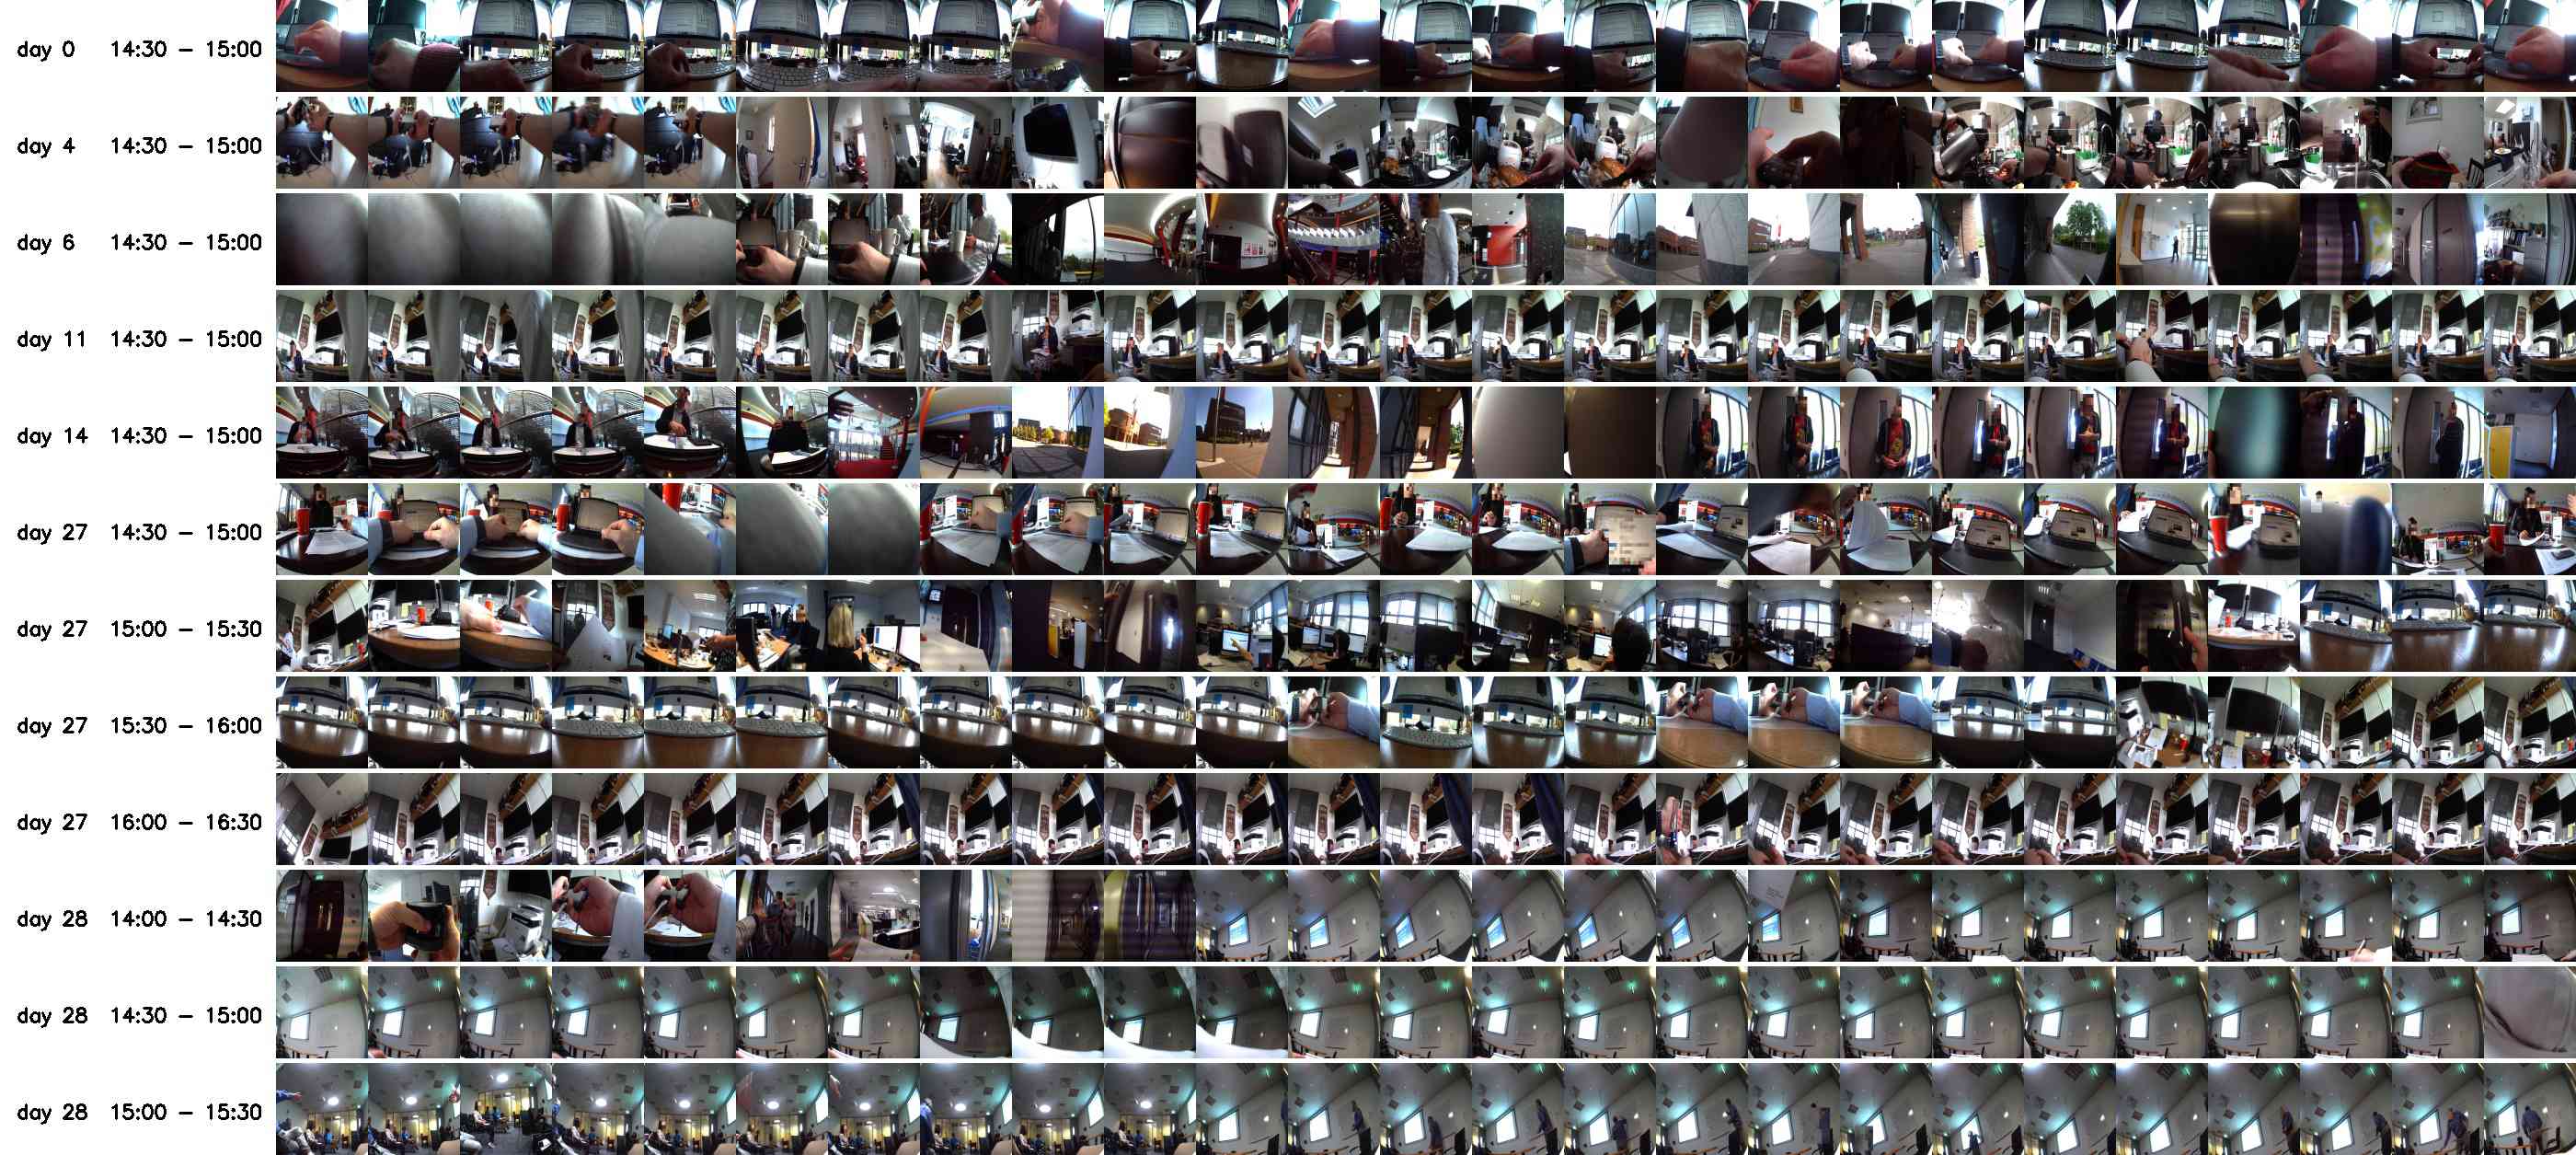 day 0 14:30 - 15:00
day 4 14:30 - 15:00
day 6 14:30 - 15:00
day 11 14:30 - 15:00
day 14 14:30 - 15:00
day 27 14:30 - 15:00
day 27 15:00 - 15:30
day 27 15:30 - 16:00
day 27 16:00 - 16:30
day 28 14:00 - 14:30
day 28 14:30 - 15:00
day 28 15:00 - 15:30